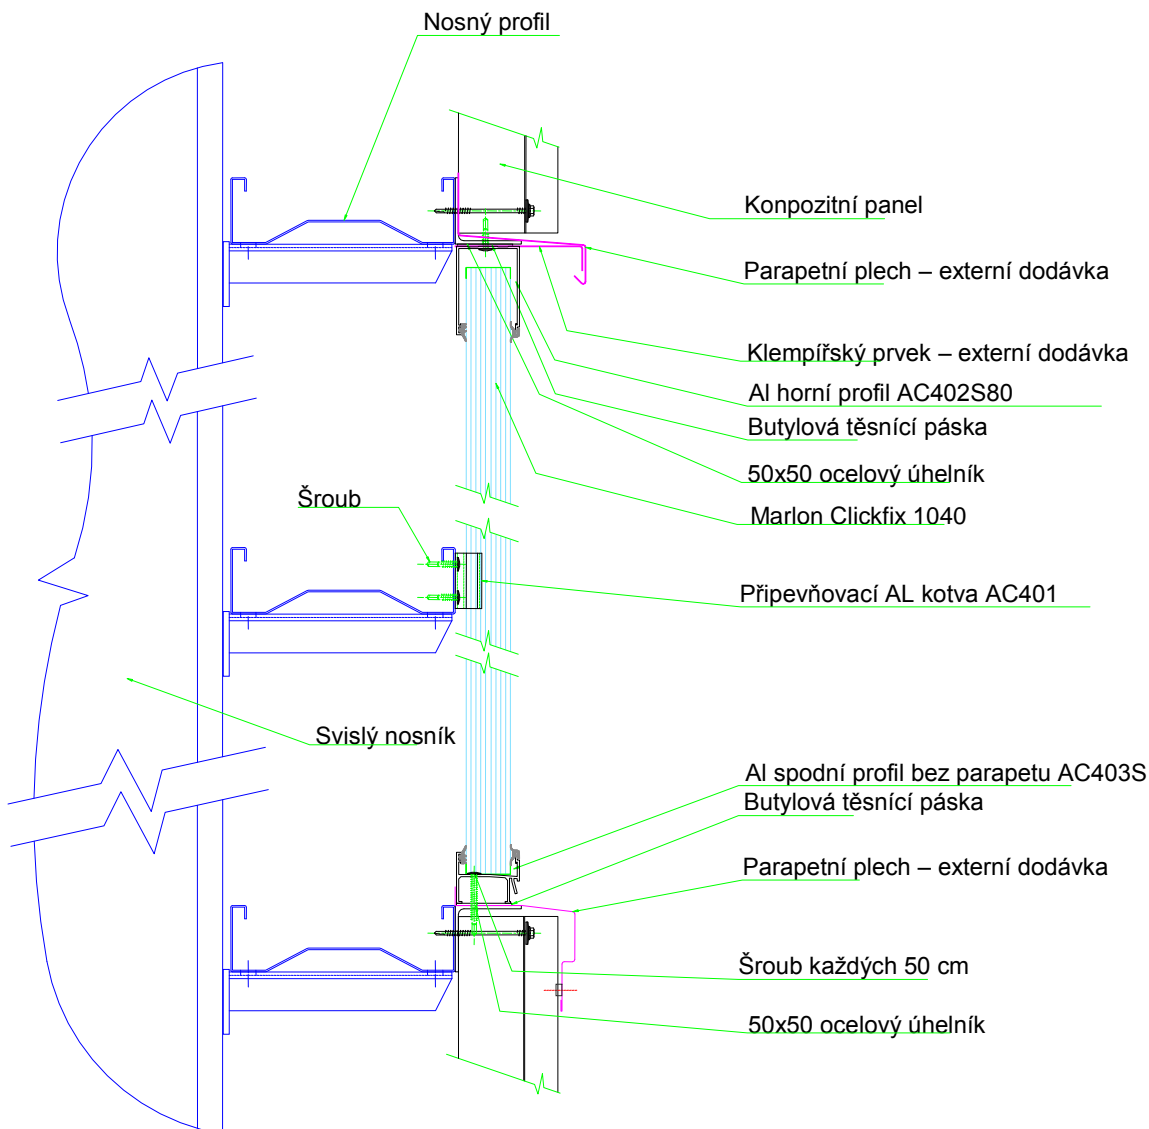 Nosný profil
Konpozitní panel
Parapetní plech – externí dodávka
Klempířský prvek – externí dodávka
Al horní profil AC402S80
Butylová těsnící páska
50x50 ocelový úhelník
Šroub
Marlon Clickfix 1040
Připevňovací AL kotva AC401
Svislý nosník
Al spodní profil bez parapetu AC403S
Butylová těsnící páska
Parapetní plech – externí dodávka
Šroub každých 50 cm
50x50 ocelový úhelník